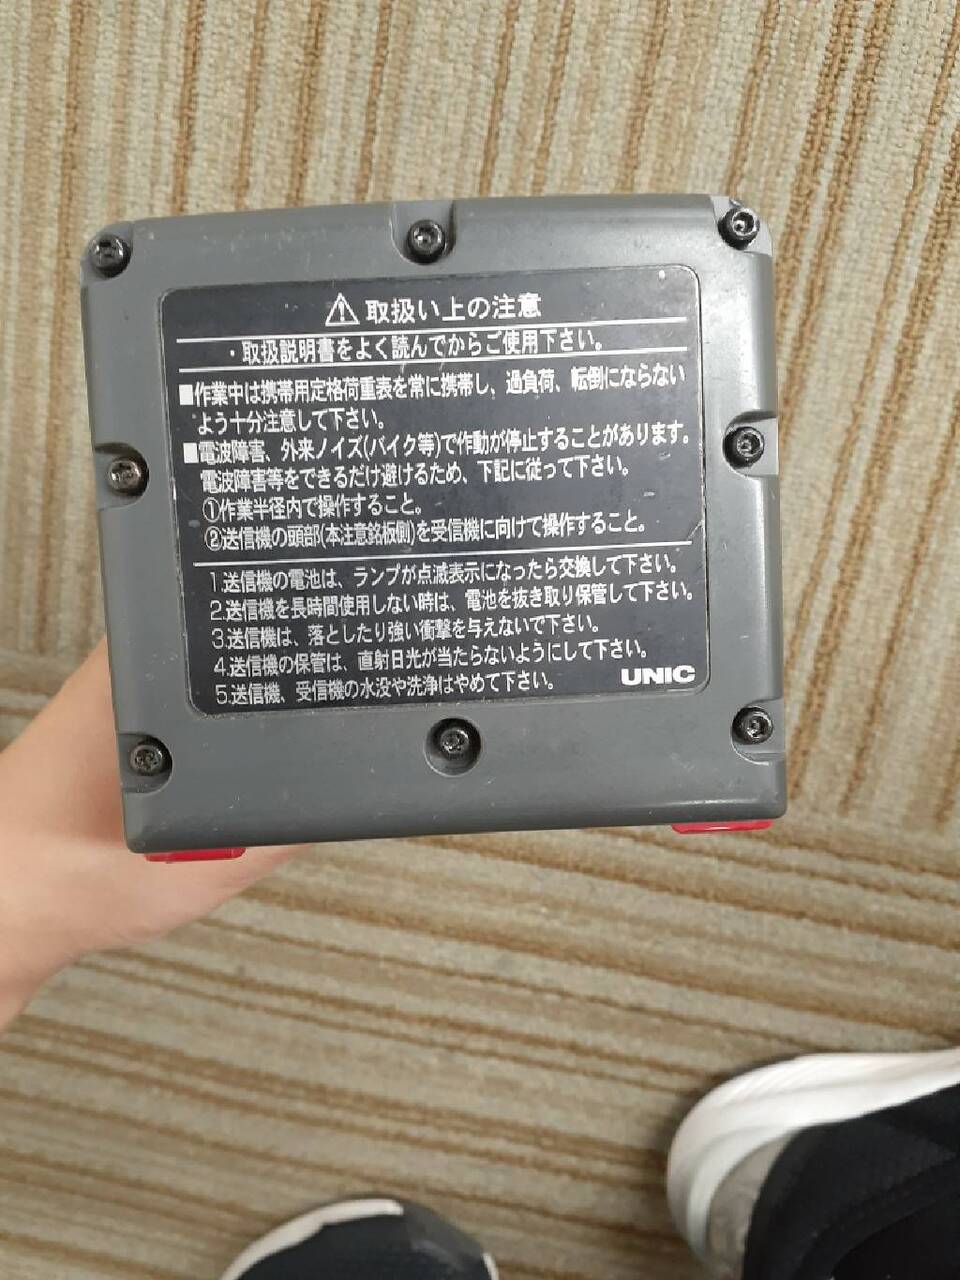 取扱い上の注意
・取扱説明書をよく読んでからご使用下さい。
■作業中は携帯用定格荷重表を常に携帯し、過負荷、転倒にならない
よう十分注意して下さい。
■電波障害、外来ノイズ(バイク等)で作動が停止することがあります。
電波障害等をできるだけ避けるため、下記に従って下さい。
①作業半径内で操作すること。
②送信機の頭部(本注意銘板側)を受信機に向けて操作すること。
1.送信機の電池は、ランプが点滅表示になったら交換して下さい。
2.送信機を長時間使用しない時は、電池を抜き取り保管して下さい。
3.送信機は、落としたり強い衝撃を与えないで下さい。
4.送信機の保管は、直射日光が当たらないようにして下さい。
5.送信機、受信機の水没や洗浄はやめて下さい。
UNIC